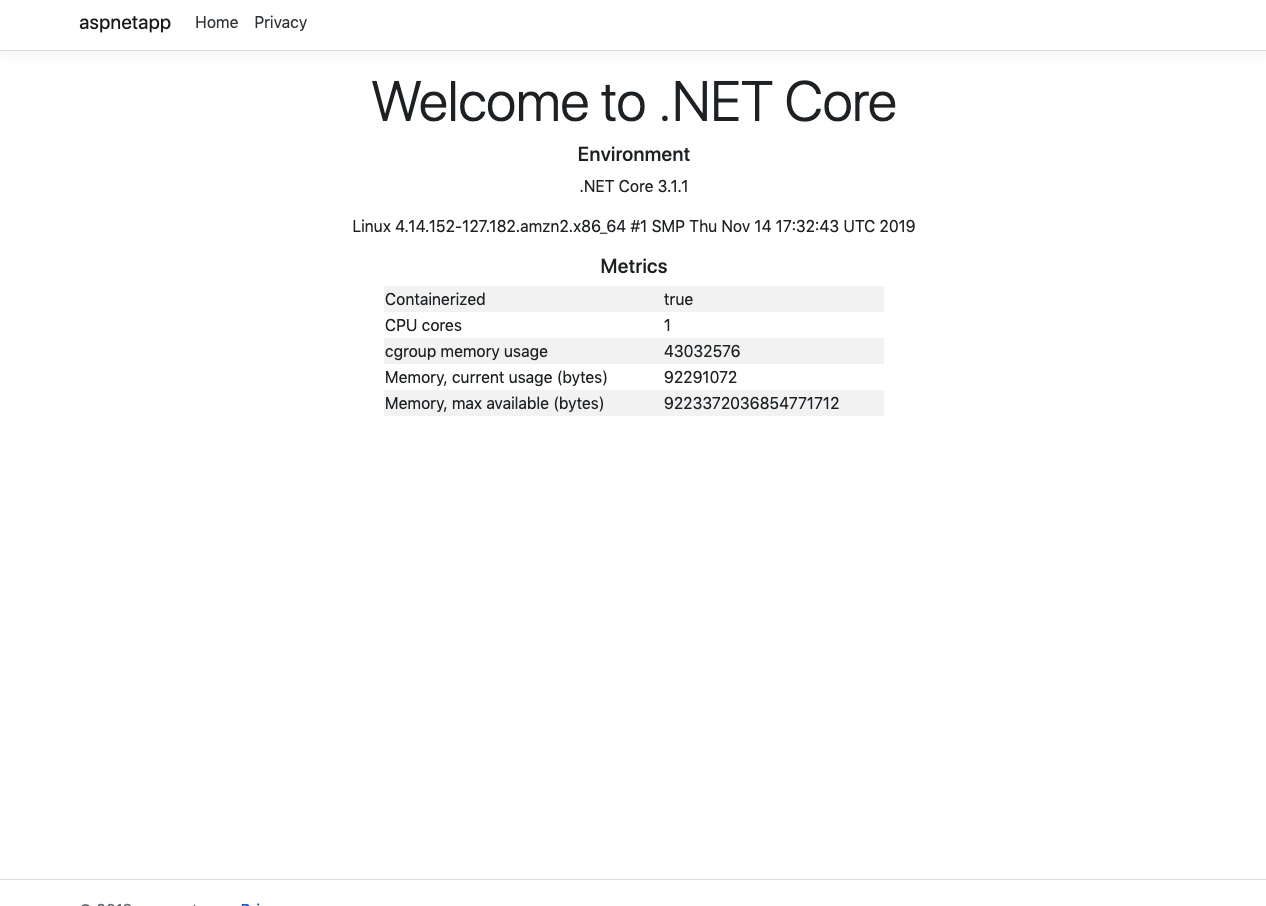 aspnetapp Home Privacy
Welcome to .NET Core
Environment
.NET Core 3.1.1
Linux 4.14.152-127.182.amzn2.x86_64 #1 SMP Thu Nov 14 17:32:43 UTC 2019
Metrics
Containerized true
CPU cores 1
cgroup memory usage 43032576
Memory, current usage (bytes) 92291072
Memory, max available (bytes) 9223372036854771712